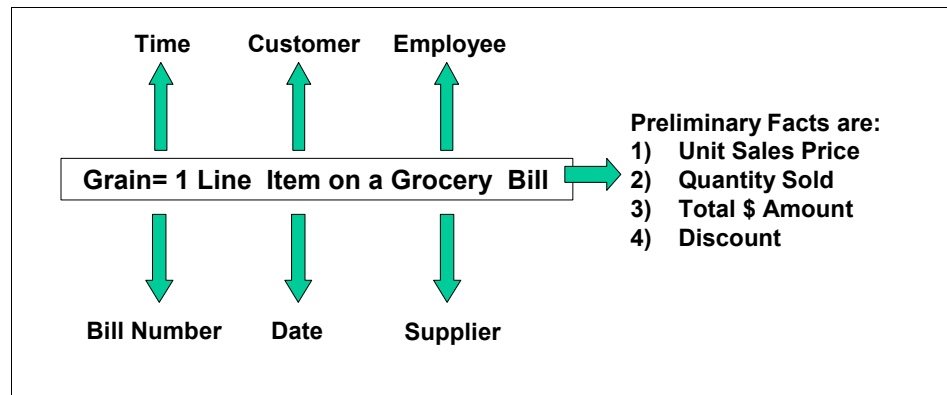 Time Customer Employee
Preliminary Facts are:
1) Unit Sales Price
Grain= 1 Line Item on a Grocery Bill
2) Quantity Sold
3) Total $ Amount
4) Discount
Bill Number Date Supplier